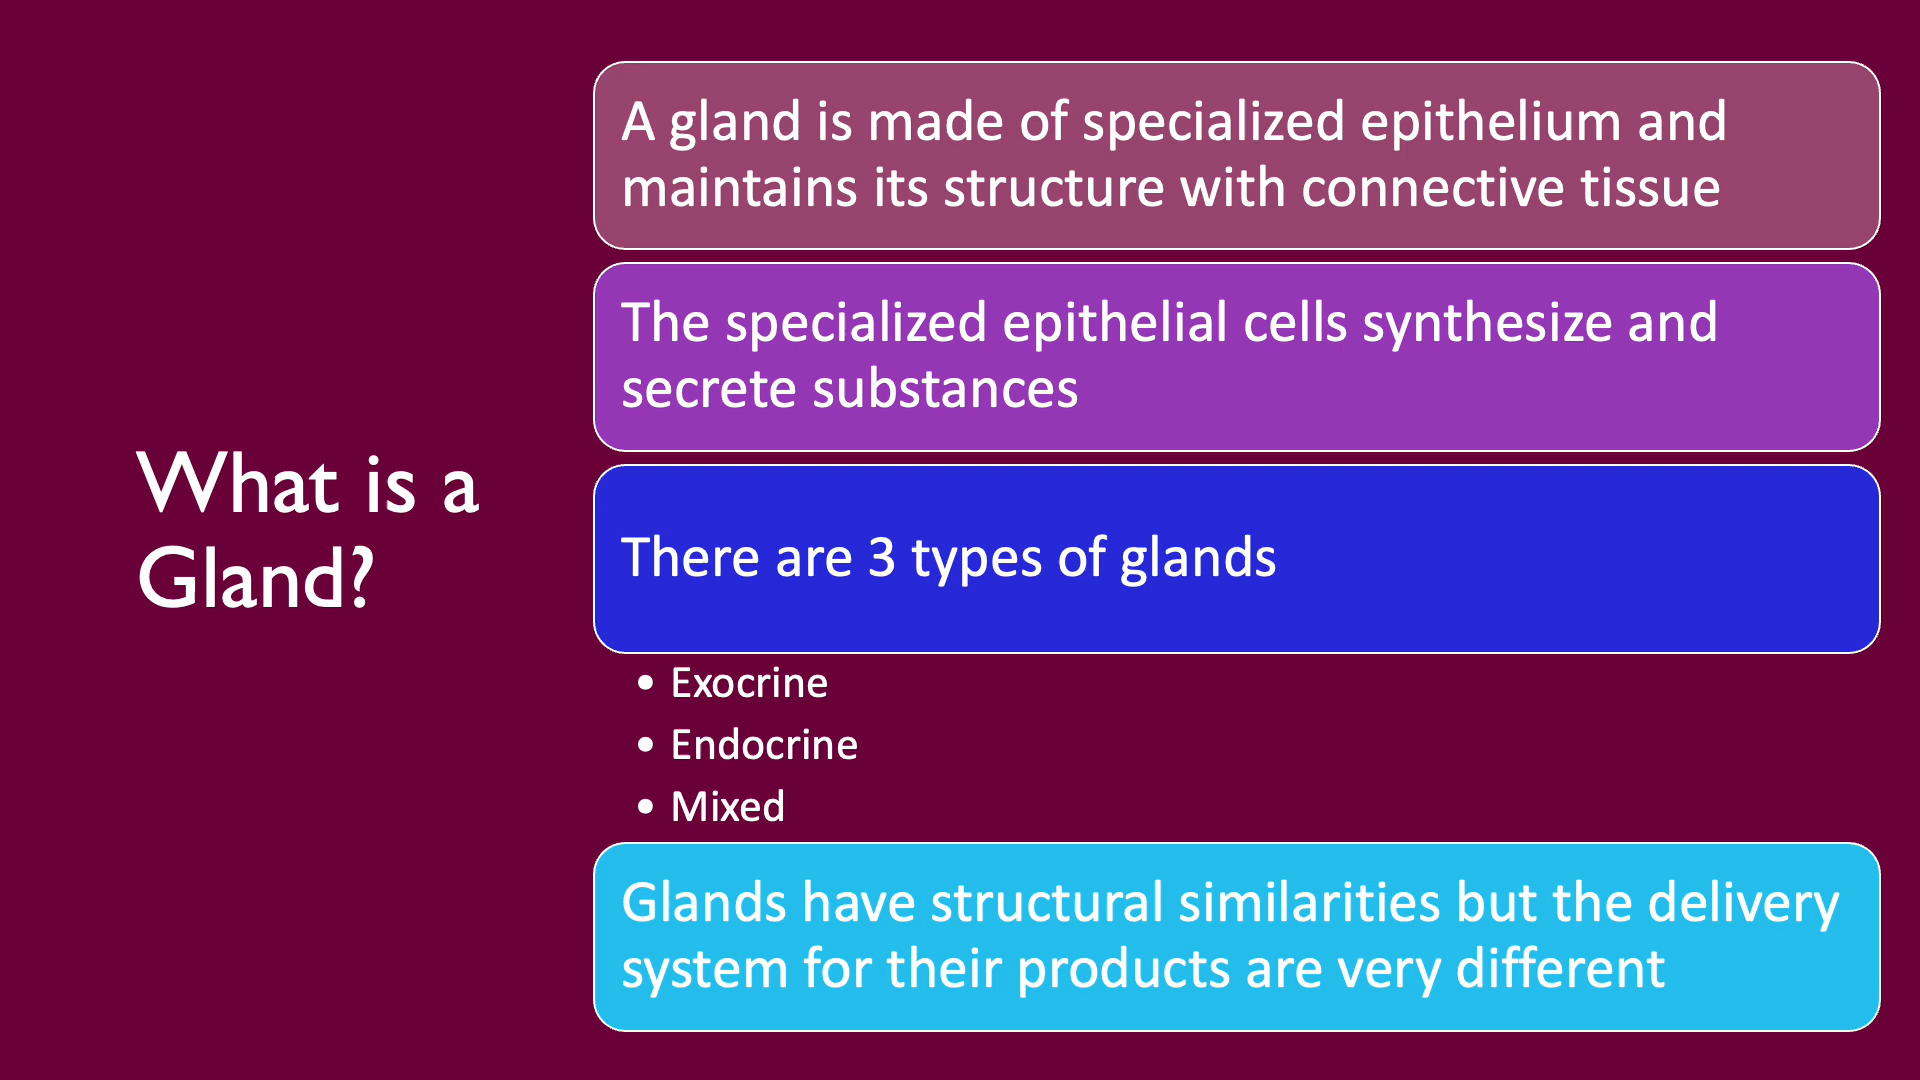 What is a
Gland?
A gland is made of specialized epithelium and
maintains its structure with connective tissue
The specialized epithelial cells synthesize and
secrete substances
There are 3 types of glands
• Exocrine
• Endocrine
• Mixed
Glands have structural similarities but the delivery
system for their products are very different